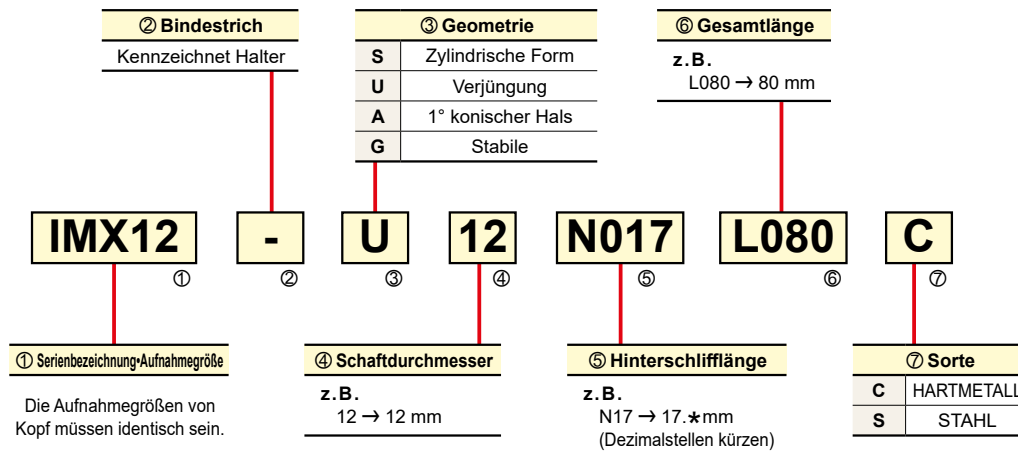 ② Bindestrich
Kennzeichnet Halter
③ Geometrie
S Zylindrische Form
U Verjüngung
A 1° konischer Hals
G Stabile
⑥ Gesamtlänge
z.B.
L080 → 80 mm
IMX12 - U 12 N017 L080 C
① ② ③ ④ ⑤ ⑥ ⑦
① Serienbezeichnung•Aufnahmegröße
Die Aufnahmegrößen von
Kopf müssen identisch sein.
④ Schaftdurchmesser
z.B.
12 → 12 mm
⑤ Hinterschlifflänge
z.B.
N17 → 17.★mm
(Dezimalstellen kürzen)
⑦ Sorte
C HARTMETALL
S STAHL